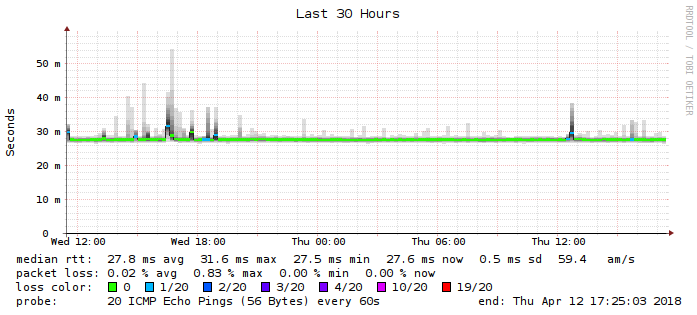 Last 30 Hours
RRDTOOL / TOBI OETIKER
Seconds
50 m
40 m
30 m
20 m
10 m
0
Wed 12:00 Wed 18:00 Thu 00:00 Thu 06:00 Thu 12:00
median rtt: 27.8 ms avg 31.6 ms max 27.5 ms min 27.6 ms now 0.5 ms sd 59.4 am/s
packet loss: 0.02 % avg 0.83 % max 0.00 % min 0.00 % now
loss color: 0 1/20 2/20 3/20 4/20 10/20 19/20
probe: 20 ICMP Echo Pings (56 Bytes) every 60s end: Thu Apr 12 17:25:03 2018